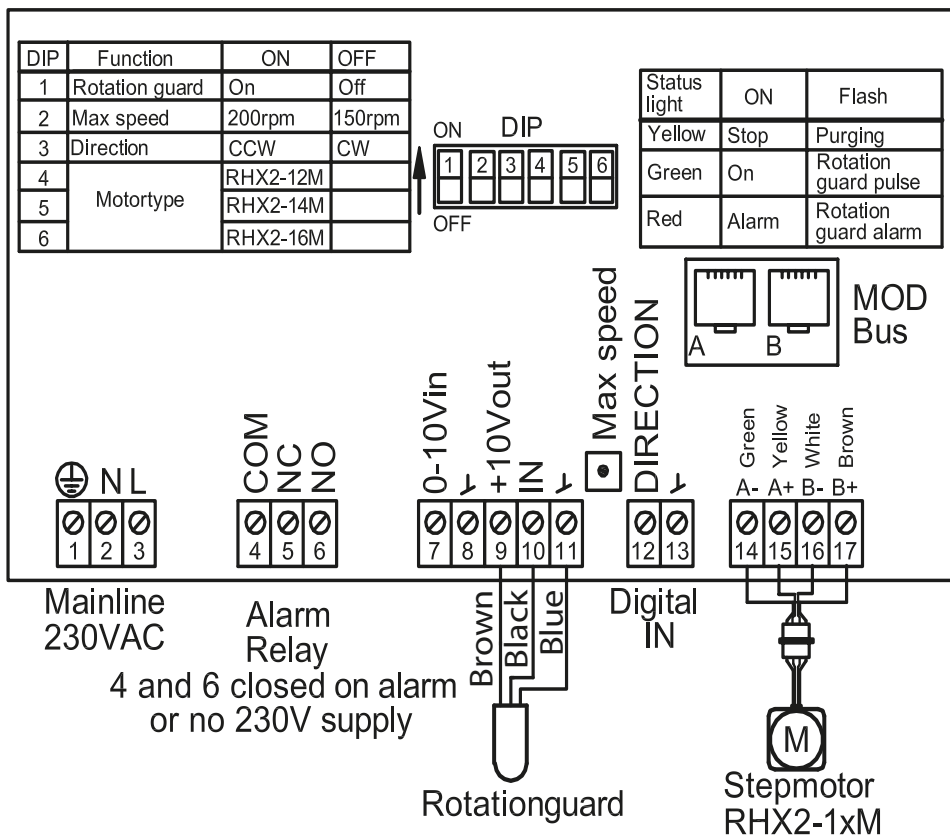 DIP Function ON OFF
1 Rotation guard On Off
2 Max speed 200rpm 150rpm
3 Direction CCW CW
4 RHX2-12M
5 Motortype RHX2-14M
6 RHX2-16M
ON DIP
1 2 3 4 5 6
OFF
Status light ON Flash
Yellow Stop Purging
Green On Rotation guard pulse
Red Alarm Rotation guard alarm
A B
MOD
Bus
N L
1 2 3
Mainline
230VAC
COM
NC
NO
4 5 6
Alarm
Relay
4 and 6 closed on alarm
or no 230V supply
0-10Vin
+10Vout
IN
7 8 9 10 11
Brown
Black
Blue
Rotationguard
Max speed
DIRECTION
12 13
Digital
IN
Green
Yellow
White
Brown
A- A+ B- B+
14 15 16 17
M
Stepmotor
RHX2-1xM